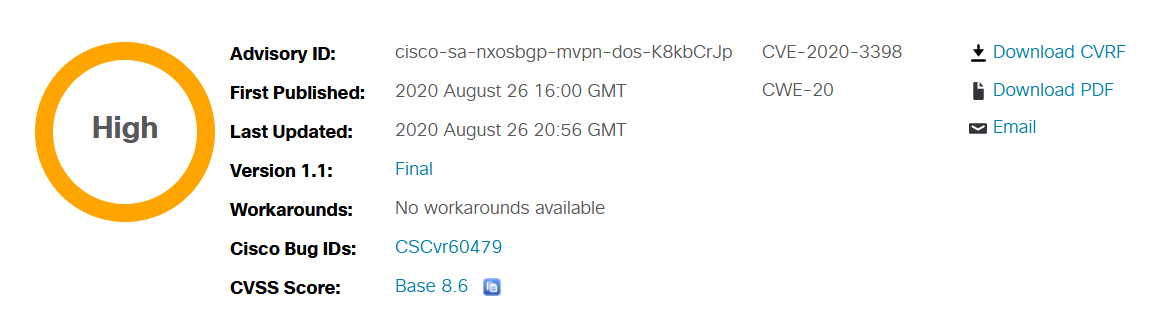 High
Advisory ID: cisco-sa-nxosbgp-mvpn-dos-K8kbCrJp CVE-2020-3398 Download CVRF
First Published: 2020 August 26 16:00 GMT CWE-20 Download PDF
Last Updated: 2020 August 26 20:56 GMT Email
Version 1.1: Final
Workarounds: No workarounds available
Cisco Bug IDs: CSCvr60479
CVSS Score: Base 8.6